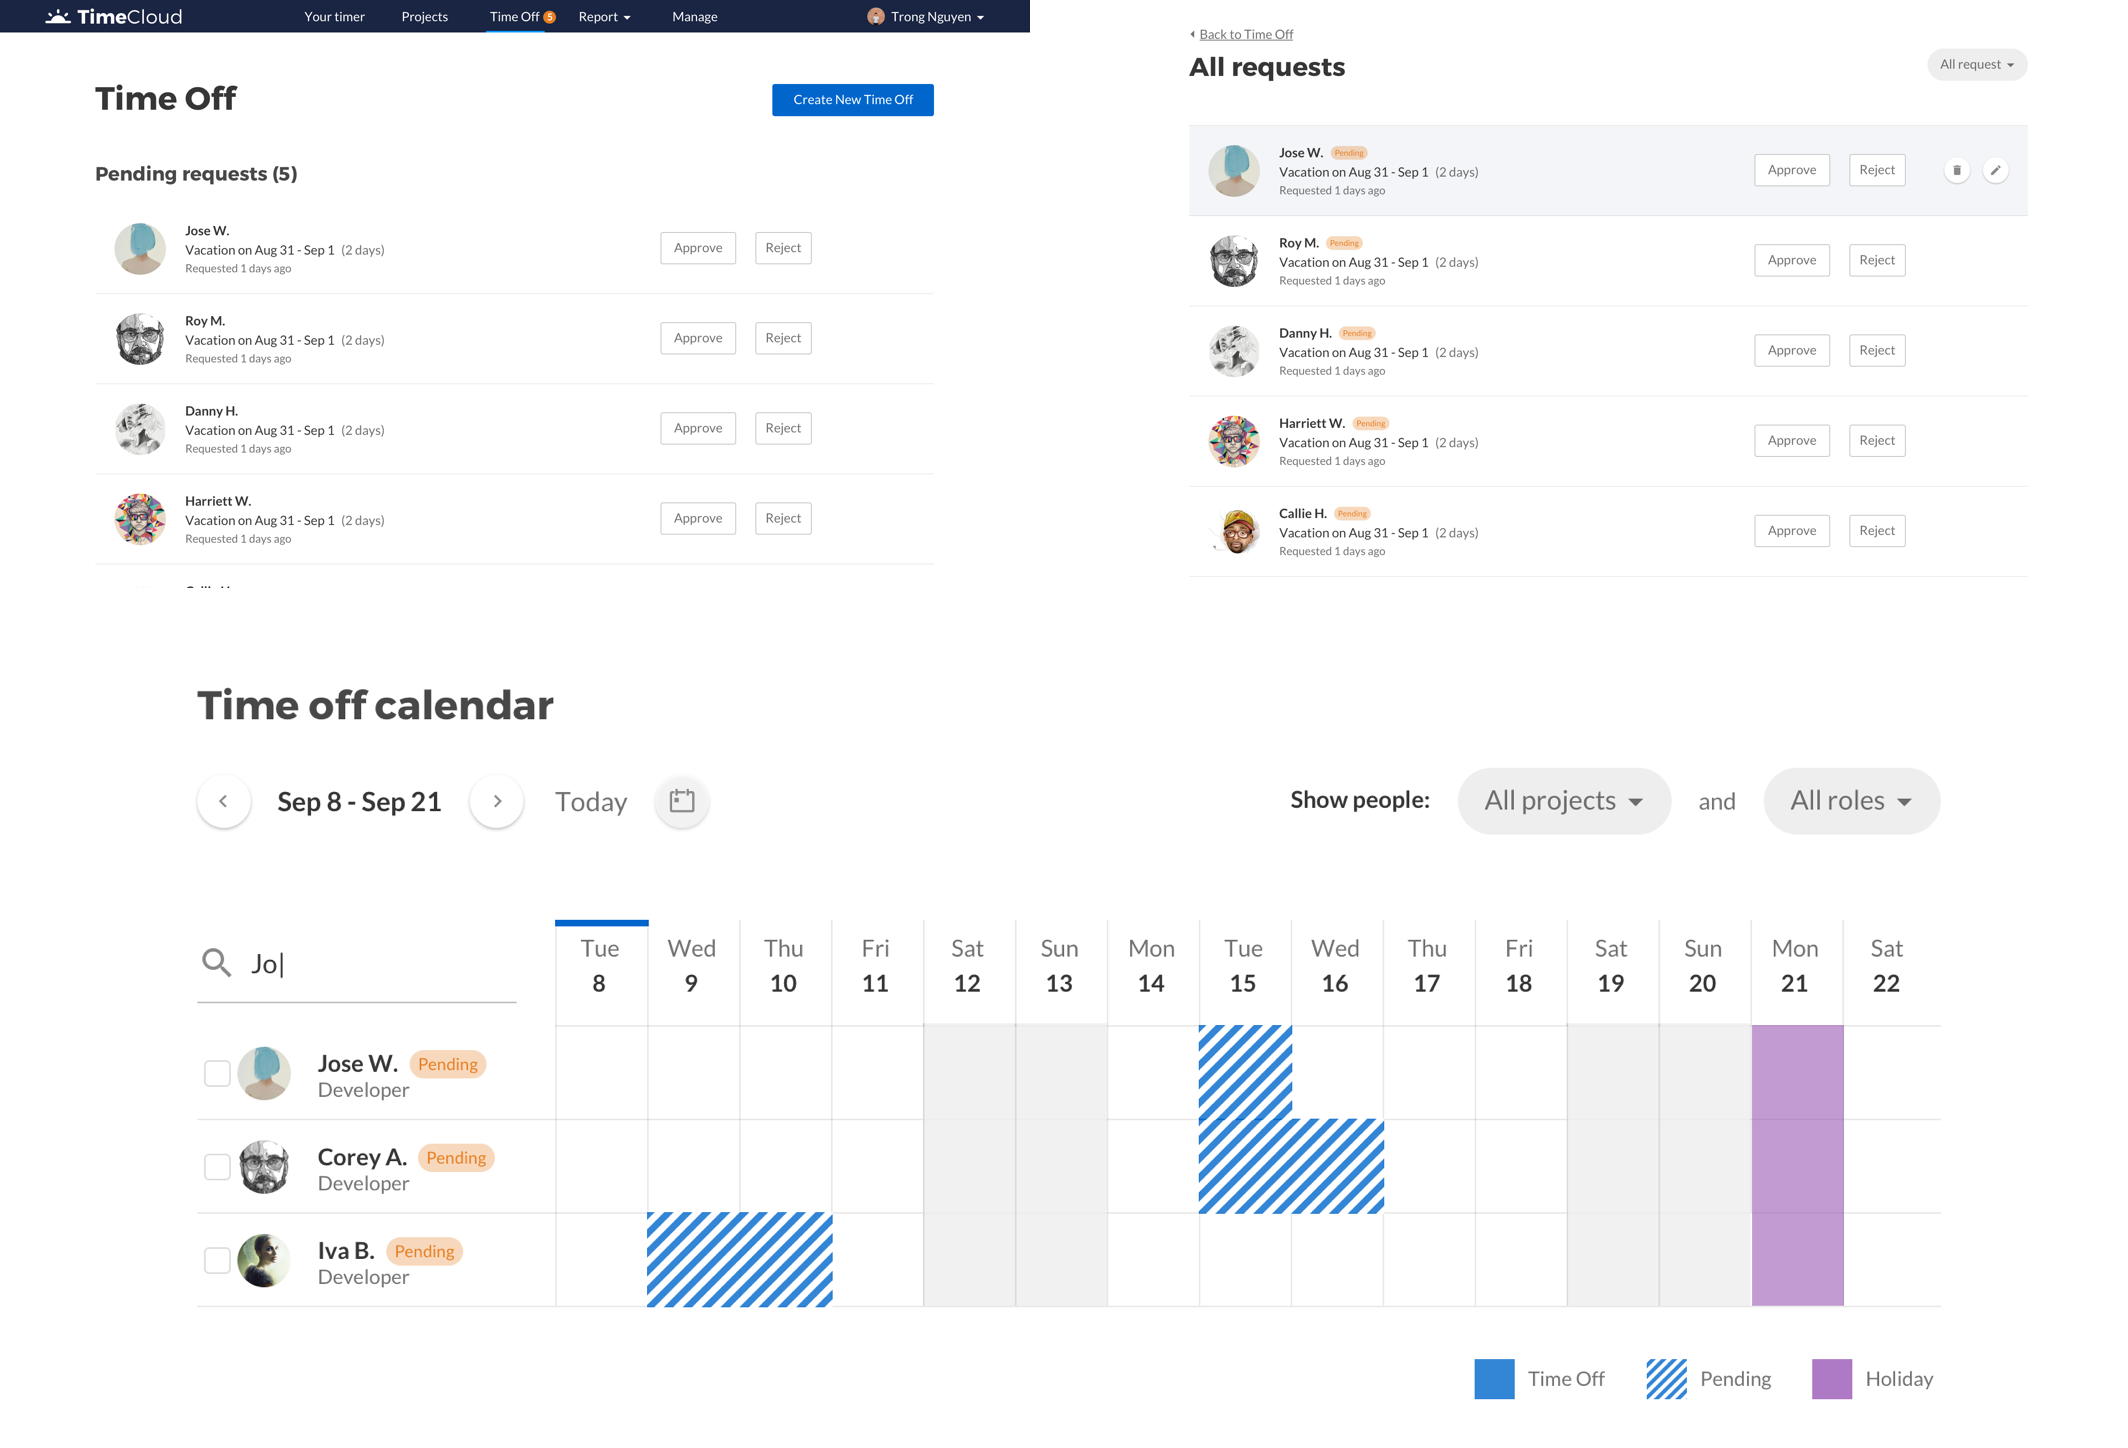 TimeCloud
Your timer
Projects
Time Off 5
Report
Manage
Trong Nguyen
Time Off
Create New Time Off
Pending requests (5)
Jose W.
Vacation on Aug 31 - Sep 1 (2 days)
Requested 1 days ago
Approve
Reject
Roy M.
Vacation on Aug 31 - Sep 1 (2 days)
Requested 1 days ago
Approve
Reject
Danny H.
Vacation on Aug 31 - Sep 1 (2 days)
Requested 1 days ago
Approve
Reject
Harriett W.
Vacation on Aug 31 - Sep 1 (2 days)
Requested 1 days ago
Approve
Reject
Back to Time Off
All requests
All request
Jose W. Pending
Vacation on Aug 31 - Sep 1 (2 days)
Requested 1 days ago
Approve
Reject
Roy M. Pending
Vacation on Aug 31 - Sep 1 (2 days)
Requested 1 days ago
Approve
Reject
Danny H. Pending
Vacation on Aug 31 - Sep 1 (2 days)
Requested 1 days ago
Approve
Reject
Harriett W. Pending
Vacation on Aug 31 - Sep 1 (2 days)
Requested 1 days ago
Approve
Reject
Callie H. Pending
Vacation on Aug 31 - Sep 1 (2 days)
Requested 1 days ago
Approve
Reject
Time off calendar
Sep 8 - Sep 21
Today
Show people:
All projects
and
All roles
Jo
Tue Wed Thu Fri Sat Sun Mon Tue Wed Thu Fri Sat Sun Mon Sat
8 9 10 11 12 13 14 15 16 17 18 19 20 21 22
Jose W. Pending
Developer
Corey A. Pending
Developer
Iva B. Pending
Developer
Time Off
Pending
Holiday